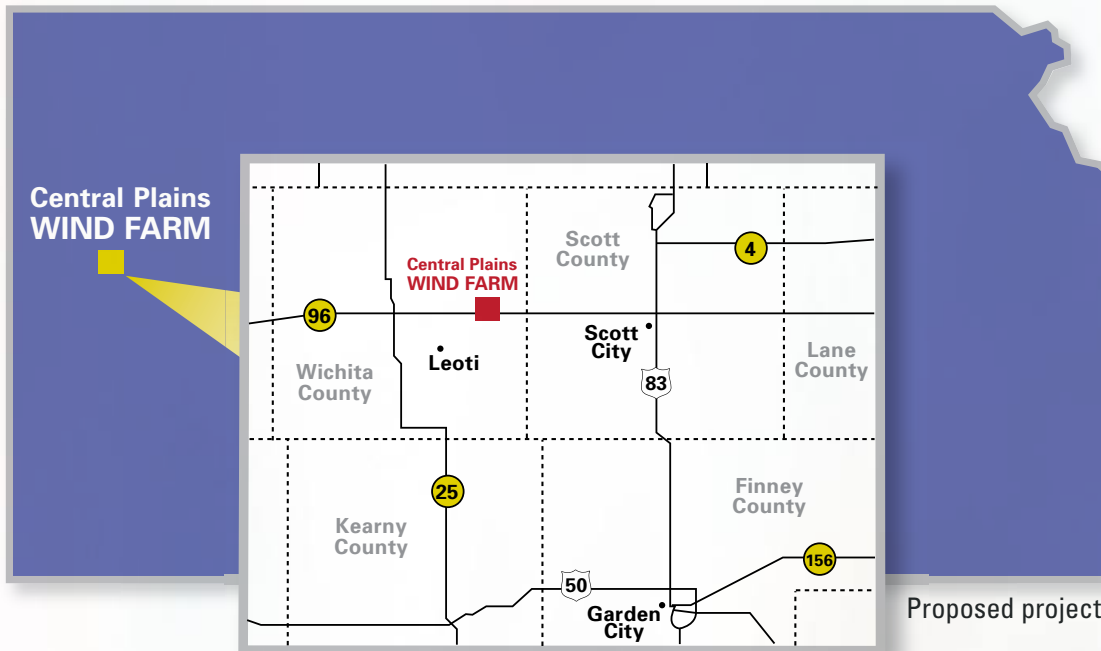 Central Plains
WIND FARM
Scott
County
4
Central Plains
WIND FARM
96
Scott
City
Leoti
Lane
County
Wichita
County
83
25
Finney
County
Kearny
County
156
50
Garden
City
Proposed project